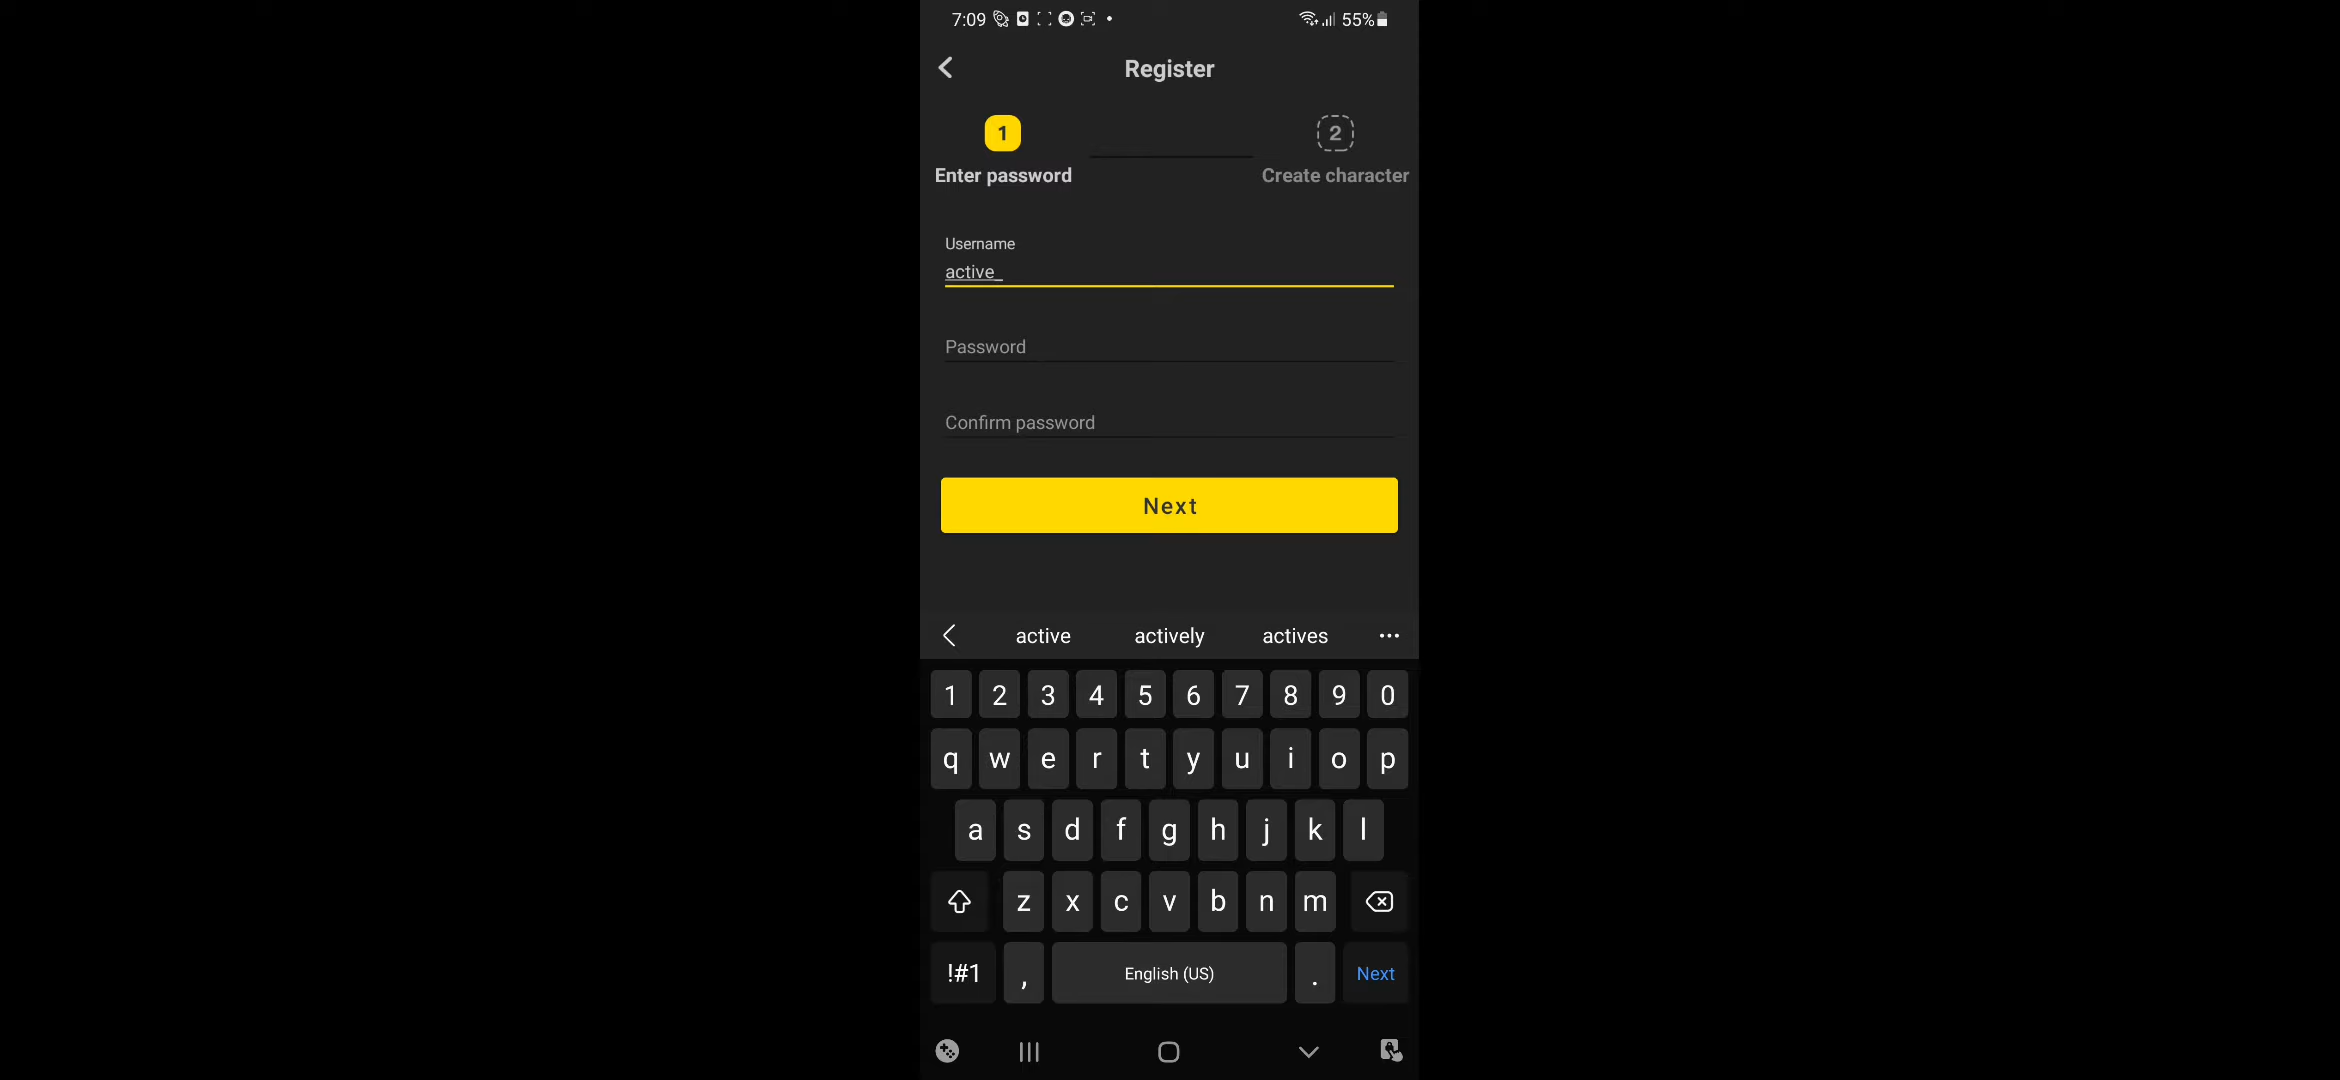 7:09 55%
Register
1 2
Enter password Create character
Username
active_
Password
Confirm password
Next
active actively actives
1 2 3 4 5 6 7 8 9 0
q w e r t y u i o p
a s d f g h j k l
z x c v b n m
!#1 , English (US) . Next